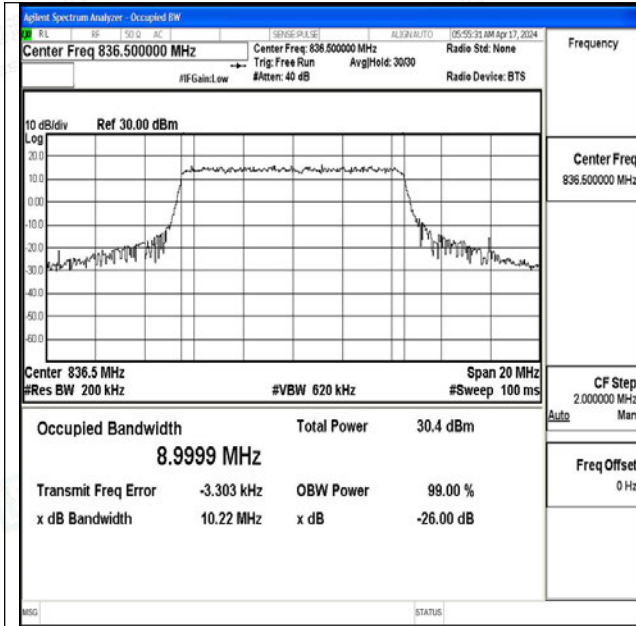 Agilent Spectrum Analyzer - Occupied BW
RL RF 50 Ω AC SENSE:PULSE ALIGN AUTO 05:55:31 AM Apr 17, 2024
Center Freq 836.500000 MHz
Center Freq: 836.500000 MHz
Radio Std: None
Trig: Free Run Avg|Hold: 30/30
#IFGain:Low
#Atten: 40 dB
Radio Device: BTS
Frequency
10 dB/div Ref 30.00 dBm
Log
20.0
10.0
0.00
-10.0
-20.0
-30.0
-40.0
-50.0
-60.0
Center 836.5 MHz
Span 20 MHz
#Res BW 200 kHz
#VBW 620 kHz
#Sweep 100 ms
Center Freq
836.500000 MHz
CF Step
2.000000 MHz
Auto Man
Freq Offset
0 Hz
Occupied Bandwidth
Total Power 30.4 dBm
8.9999 MHz
Transmit Freq Error -3.303 kHz OBW Power 99.00 %
x dB Bandwidth 10.22 MHz x dB -26.00 dB
MSG
STATUS